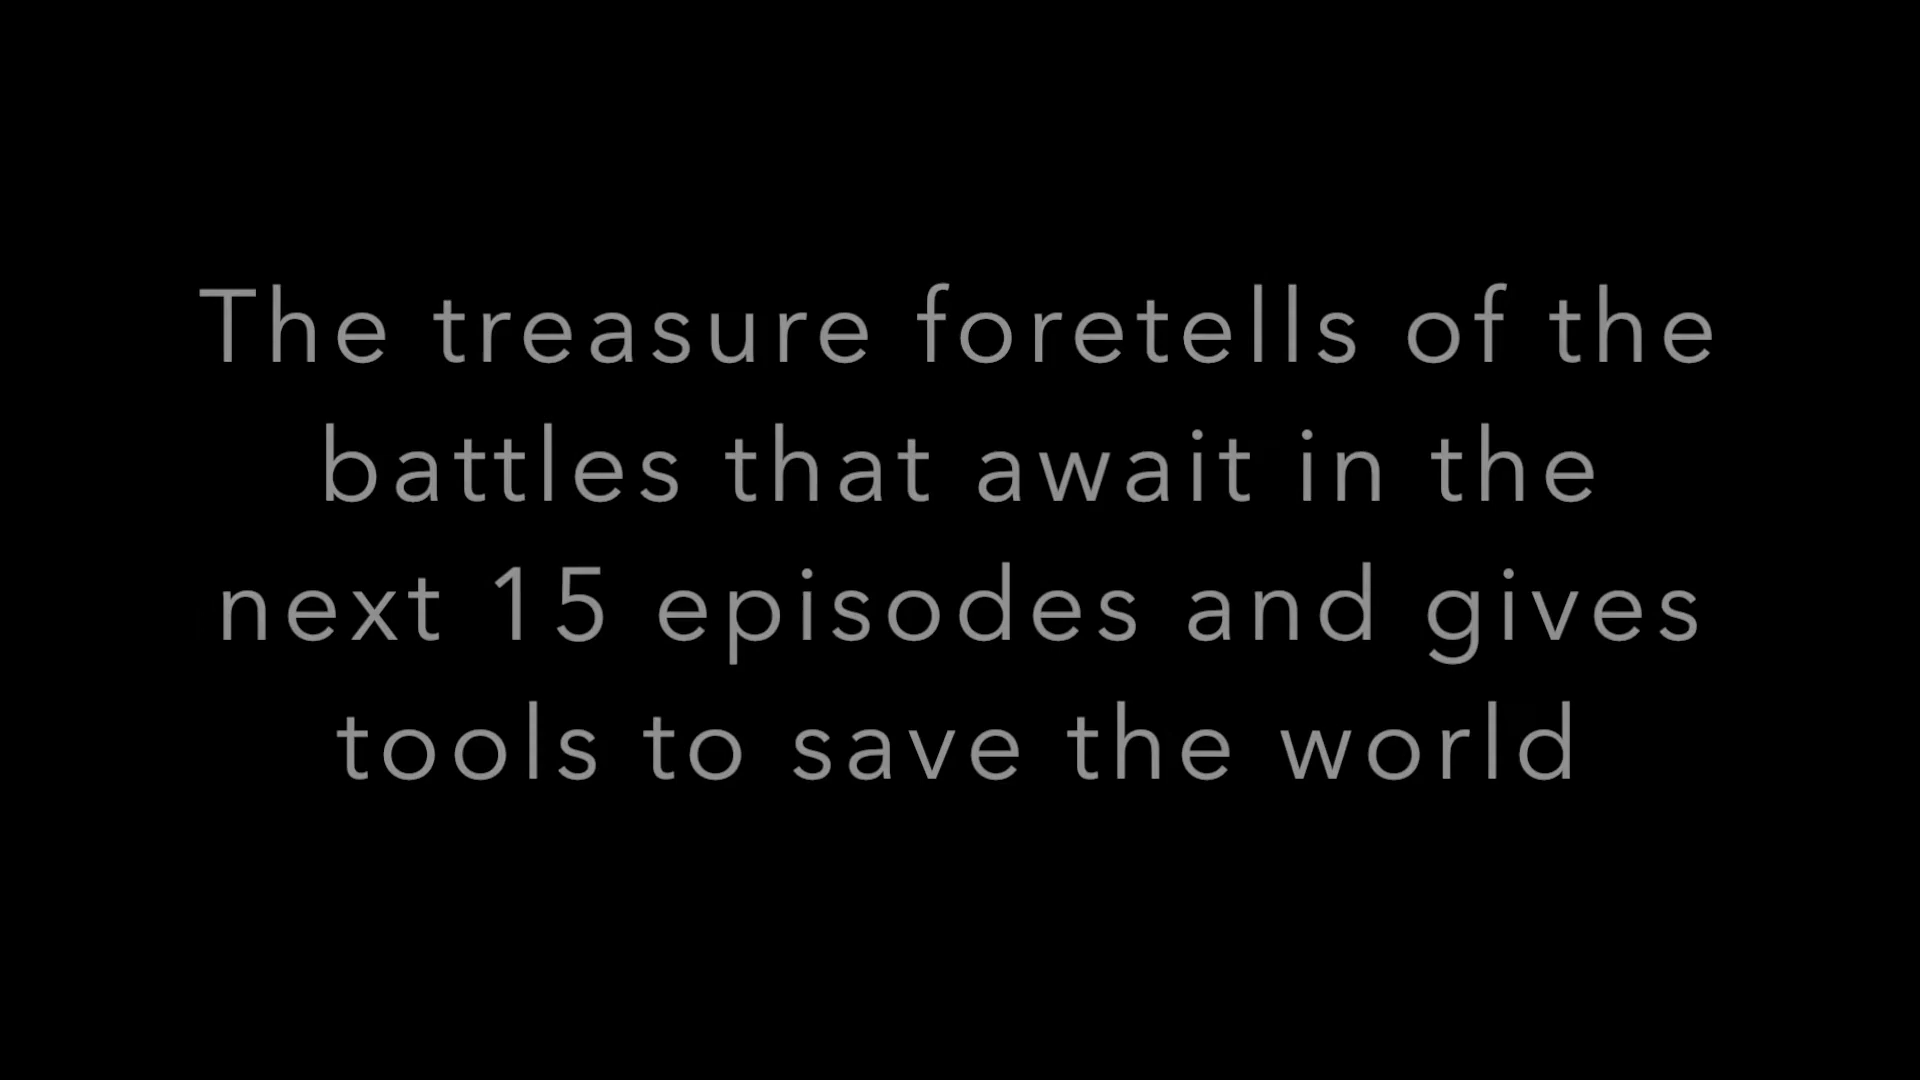 The treasure foretells of the
battles that await in the
next 15 episodes and gives
tools to save the world